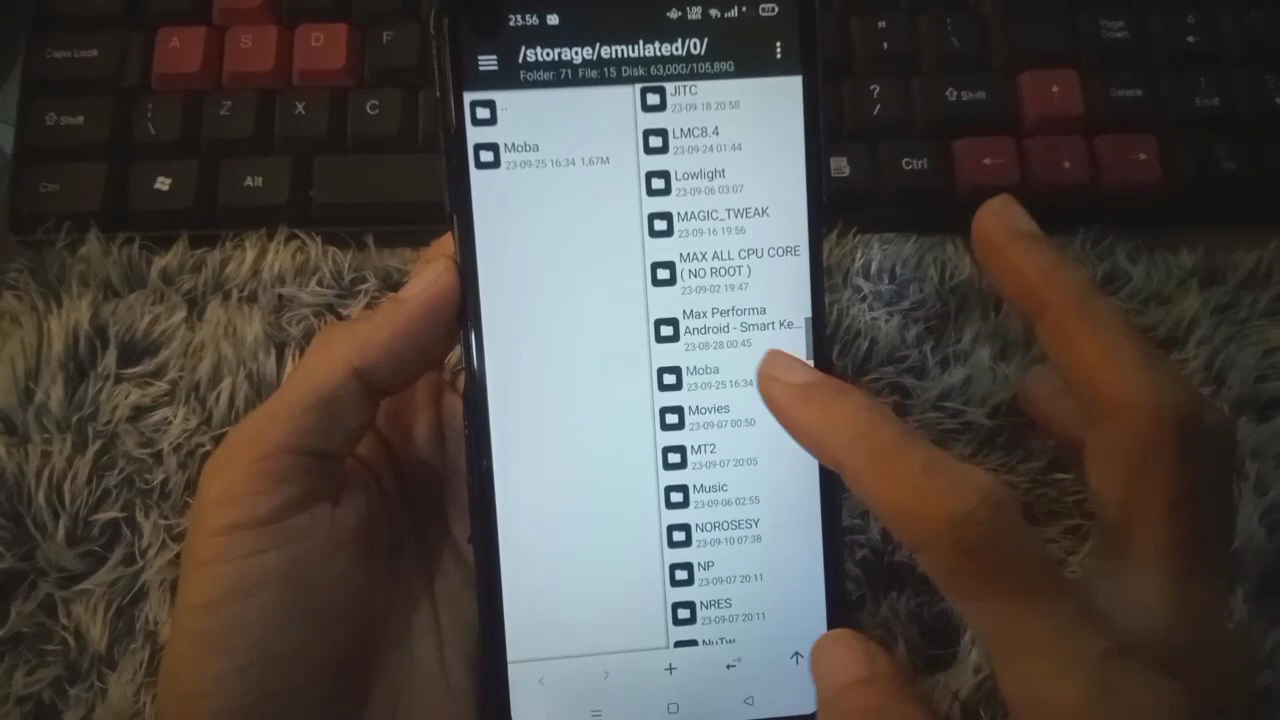 23.56
/storage/emulated/0/
Folder: 71 File: 15 Disk: 63,00G/105,89G
..
Moba
23-09-25 16:34 1,67M
JITC
23-09-18 20:58
LMC8.4
23-09-24 01:44
Lowlight
23-09-06 03:07
MAGIC_TWEAK
23-09-16 19:56
MAX ALL CPU CORE
( NO ROOT )
23-09-02 19:47
Max Performa
Android - Smart Ke...
23-08-28 00:45
Moba
23-09-25 16:34
Movies
23-09-07 00:50
MT2
23-09-07 20:05
Music
23-09-06 02:55
NOROSESY
23-09-10 07:38
NP
23-09-07 20:11
NRES
23-09-07 20:11
Caps Lock
A
S
D
F
Shift
Z
X
C
Ctrl
Alt
?
/
Shift
Ctrl
Page
Down
Delete
End